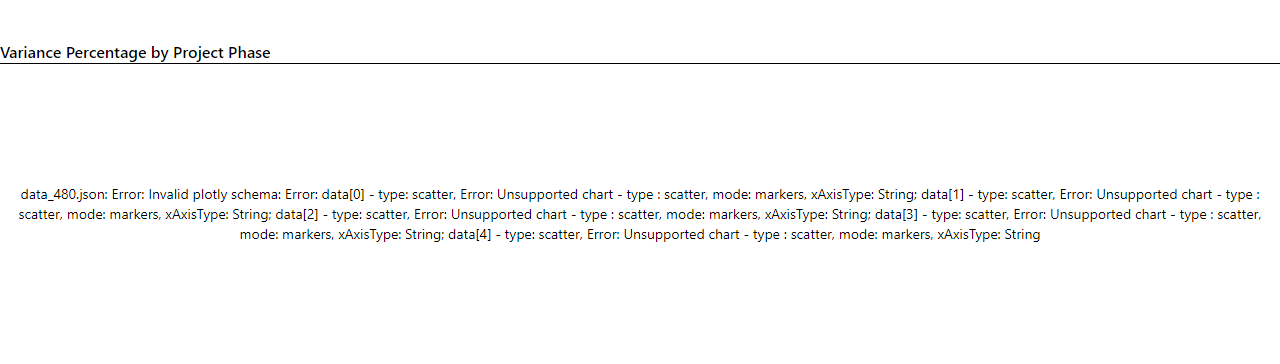 Variance Percentage by Project Phase
data_480.json: Error: Invalid plotly schema: Error: data[0] - type: scatter, Error: Unsupported chart - type : scatter, mode: markers, xAxisType: String; data[1] - type: scatter, Error: Unsupported chart - type :
scatter, mode: markers, xAxisType: String; data[2] - type: scatter, Error: Unsupported chart - type : scatter, mode: markers, xAxisType: String; data[3] - type: scatter, Error: Unsupported chart - type : scatter,
mode: markers, xAxisType: String; data[4] - type: scatter, Error: Unsupported chart - type : scatter, mode: markers, xAxisType: String